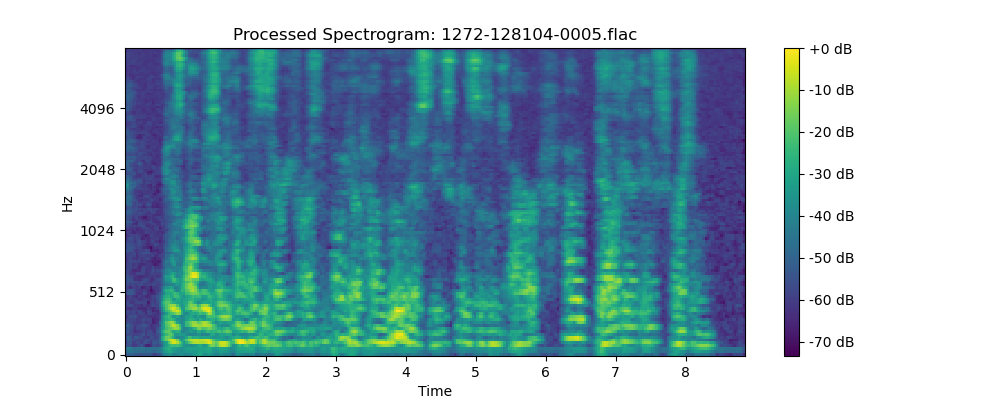 Processed Spectrogram: 1272-128104-0005.flac
+0 dB
-10 dB
-20 dB
-30 dB
-40 dB
-50 dB
-60 dB
-70 dB
Hz
4096
2048
1024
512
0
0 1 2 3 4 5 6 7 8
Time